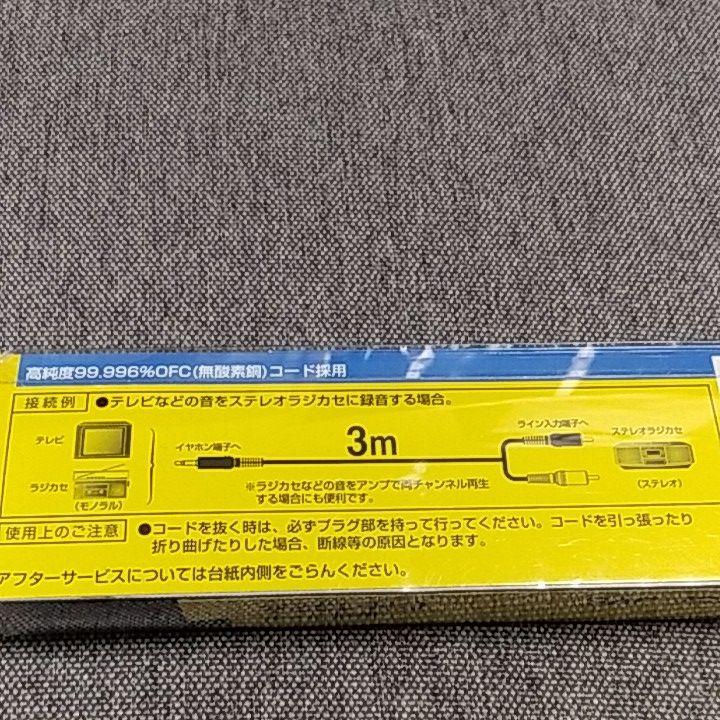 高純度99.996%OFC(無酸素銅)コード採用
接続例 ●テレビなどの音をステレオラジカセに録音する場合。
テレビ
イヤホン端子へ
3m
ライン入力端子へ
ステレオラジカセ
ラジカセ
(モノラル)
(ステレオ)
※ラジカセなどの音をアンプで両チャンネル再生
する場合にも便利です。
使用上のご注意 ●コードを抜く時は、必ずプラグ部を持って行ってください。コードを引っ張ったり
折り曲げたりした場合、断線等の原因となります。
アフターサービスについては台紙内側をごらんください。